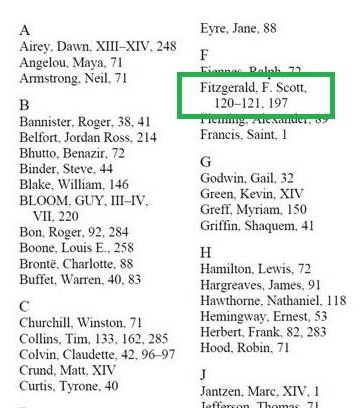 A
Airey, Dawn, XIII–XIV, 248
Angelou, Maya, 71
Armstrong, Neil, 71
B
Bannister, Roger, 38, 41
Belfort, Jordan Ross, 214
Bhutto, Benazir, 72
Binder, Steve, 44
Blake, William, 146
BLOOM, GUY, III–IV,
VII, 220
Bon, Roger, 92, 284
Boone, Louis E., 258
Brontë, Charlotte, 88
Buffet, Warren, 40, 83
C
Churchill, Winston, 71
Collins, Tim, 133, 162, 285
Colvin, Claudette, 42, 96–97
Crund, Matt, XIV
Curtis, Tyrone, 40
Eyre, Jane, 88
F
Fiennes, Ralph, 72
Fitzgerald, F. Scott,
120–121, 197
Fleming, Alexander, 89
Francis, Saint, 1
G
Godwin, Gail, 32
Green, Kevin, XIV
Greff, Myriam, 150
Griffin, Shaquem, 41
H
Hamilton, Lewis, 72
Hargreaves, James, 91
Hawthorne, Nathaniel, 118
Hemingway, Ernest, 53
Herbert, Frank, 82, 283
Hood, Robin, 71
J
Jantzen, Marc, XIV, 1
Jefferson, Thomas, 71